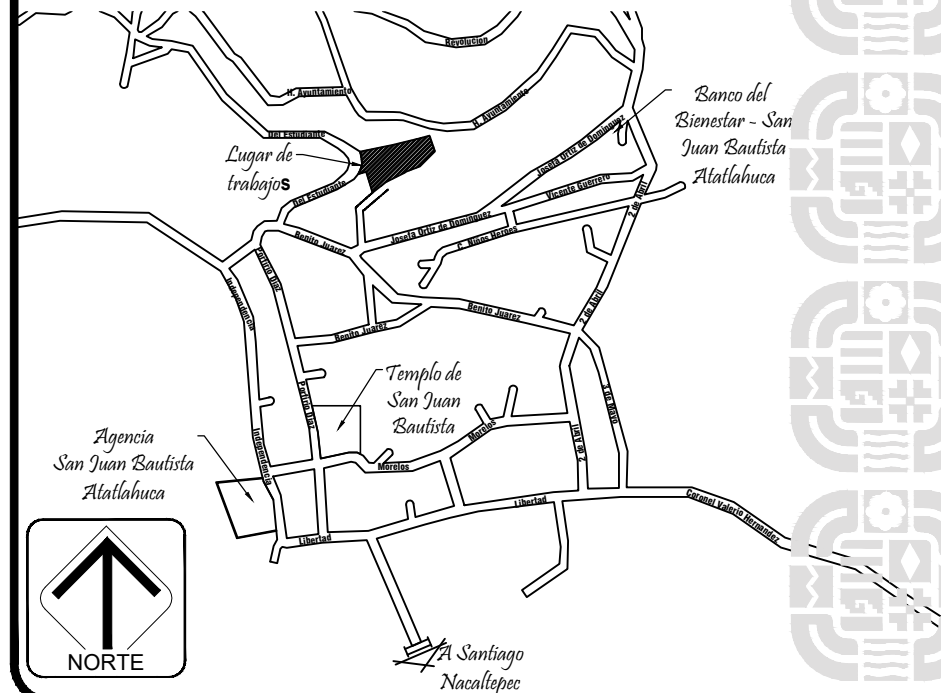 Revolucion
H. Ayuntamiento
H. Ayuntamiento
Banco del
Bienestar - San
Juan Bautista
Atatlahuca
Del Estudiante
Josefa Ortiz de Dominguez
Lugar de
trabajos
Del Estudiante
Vicente Guerrero
2 de Abril
Josefa Ortiz de Dominguez
Benito Juarez
C. Niños Heroes
Porfirio Diaz
Independencia
2 de Abril
Benito Juarez
Benito Juarez
Templo de
San Juan
Bautista
Porfirio Diaz
3 de Mayo
Agencia
San Juan Bautista
Atatlahuca
Independencia
Morelos
Morelos
2 de Abril
Libertad
Coronel Valerio Hernandez
Libertad
NORTE
A Santiago
Nacaltepec